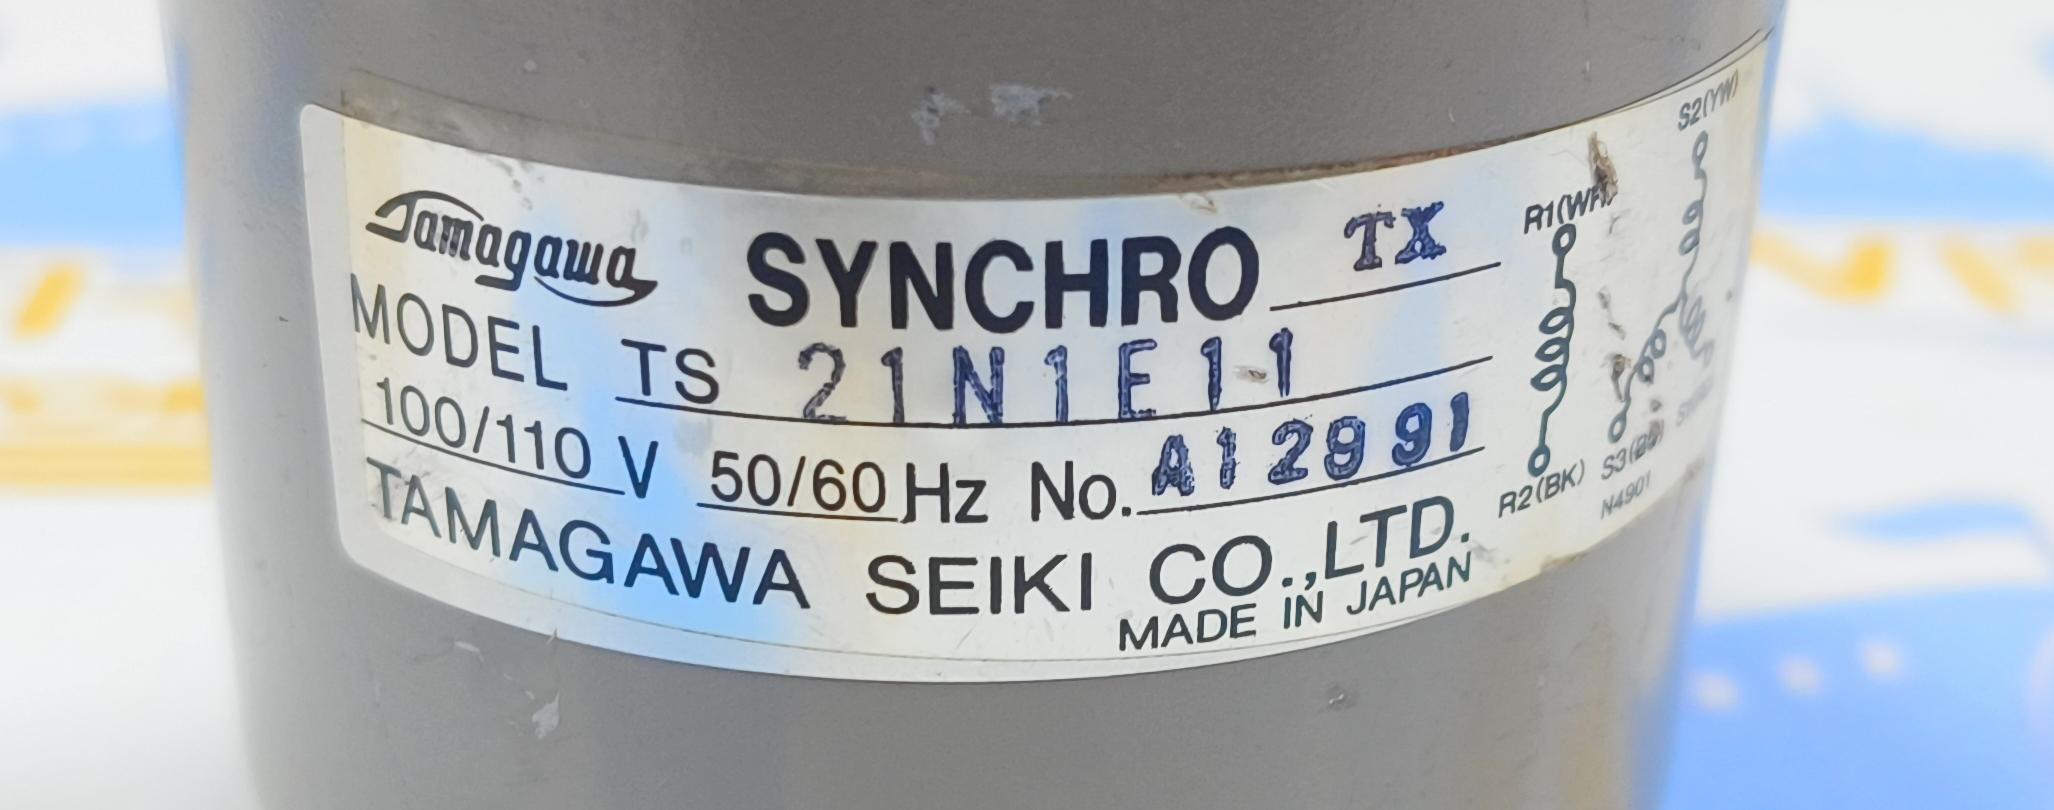 Tamagawa SYNCHRO TX
MODEL TS 21N1E11
100/110 V 50/60 Hz No. A12991
TAMAGAWA SEIKI CO.,LTD.
MADE IN JAPAN
R1(WR)
S2(YW)
R2(BK)
N4901